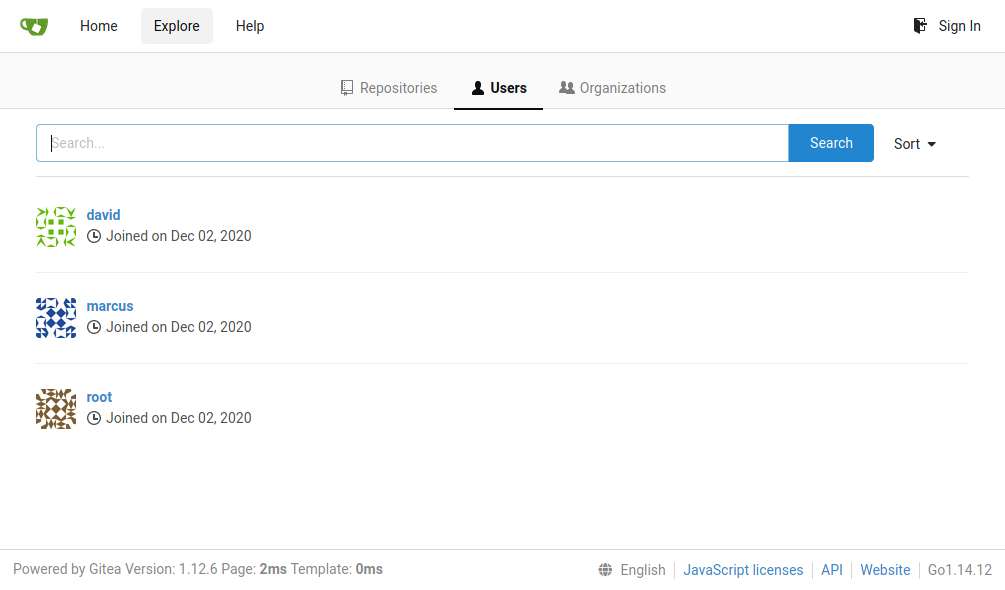 Home Explore Help Sign In
Repositories Users Organizations
Search... Search Sort
david
Joined on Dec 02, 2020
marcus
Joined on Dec 02, 2020
root
Joined on Dec 02, 2020
Powered by Gitea Version: 1.12.6 Page: 2ms Template: 0ms English JavaScript licenses API Website Go1.14.12